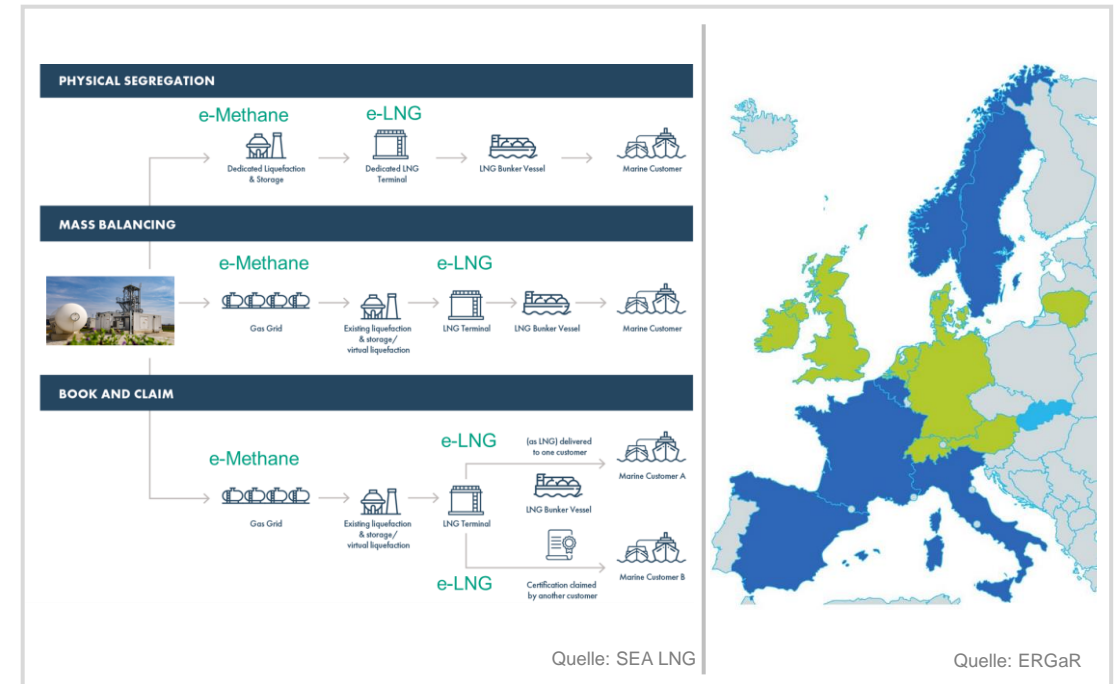 PHYSICAL SEGREGATION
e-Methane
e-LNG
Dedicated Liquefaction
& Storage
Dedicated LNG
Terminal
LNG Bunker Vessel
Marine Customer
MASS BALANCING
e-Methane
e-LNG
Gas Grid
Existing liquefaction
& storage/
virtual liquefaction
LNG Terminal
LNG Bunker Vessel
Marine Customer
BOOK AND CLAIM
e-Methane
e-LNG
(as LNG) delivered
to one customer
Marine Customer A
Gas Grid
Existing liquefaction
& storage/
virtual liquefaction
LNG Terminal
LNG Bunker Vessel
e-LNG
Certification claimed
by another customer
Marine Customer B
Quelle: SEA LNG
Quelle: ERGaR